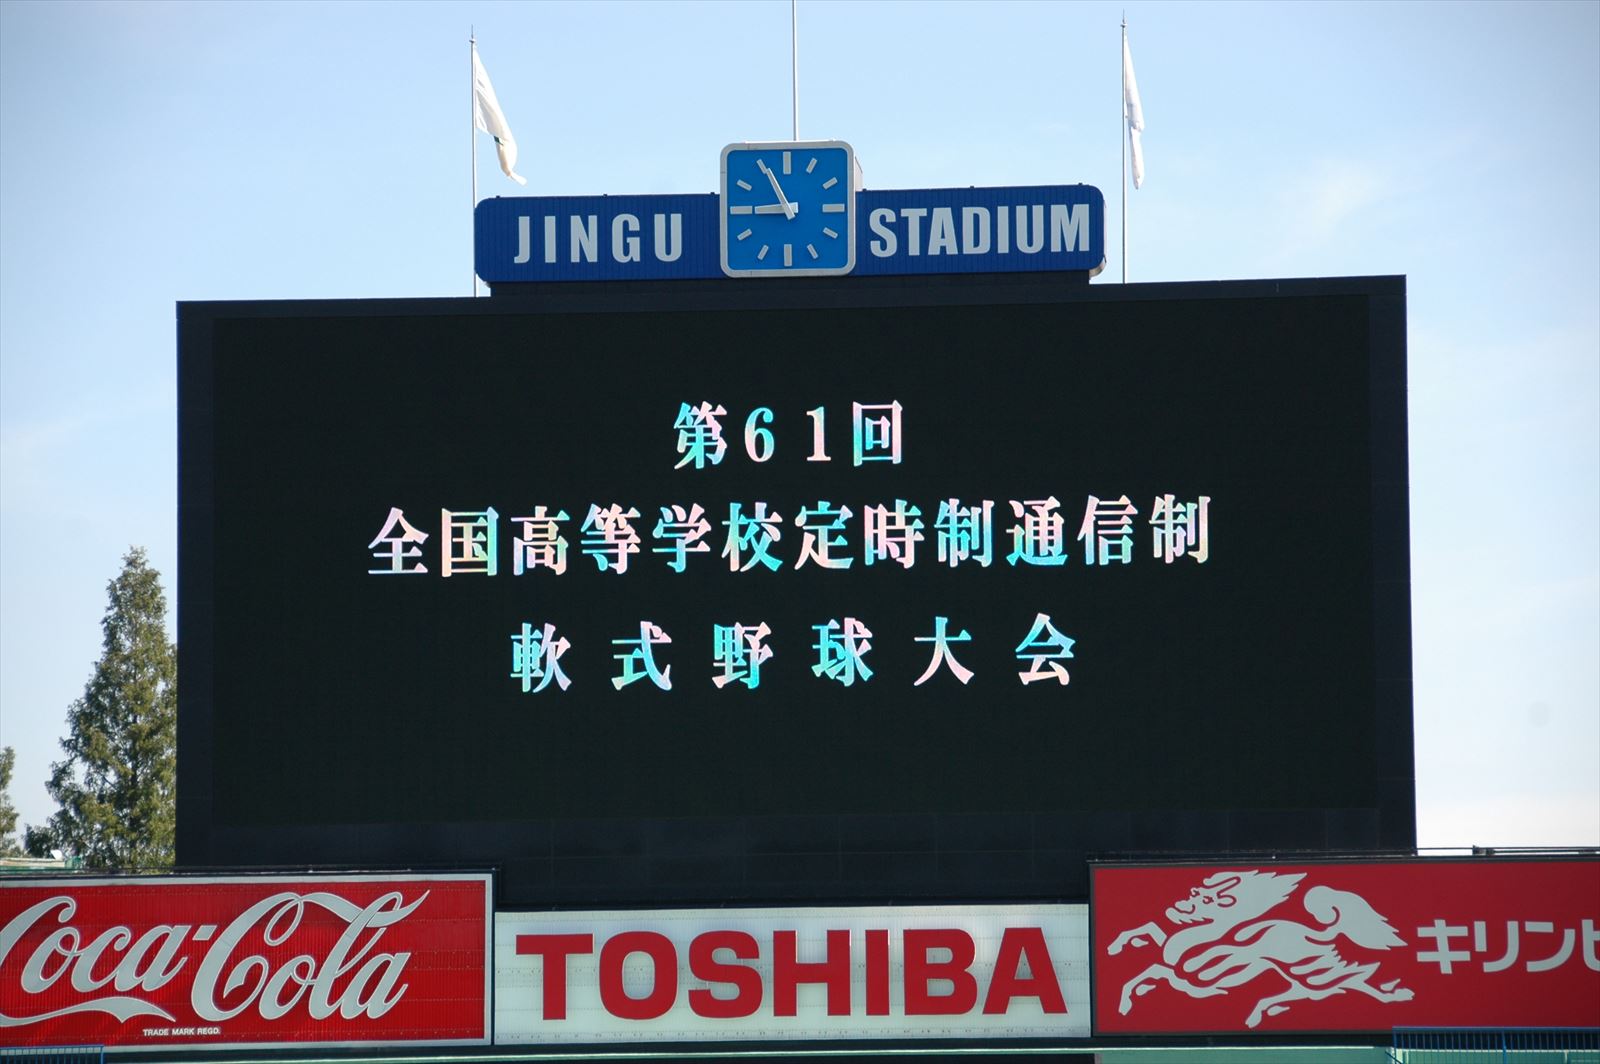 JINGU STADIUM
第61回
全国高等学校定時制通信制
軟式野球大会
Coca-Cola
TRADE MARK REGD.
TOSHIBA
キリンビ